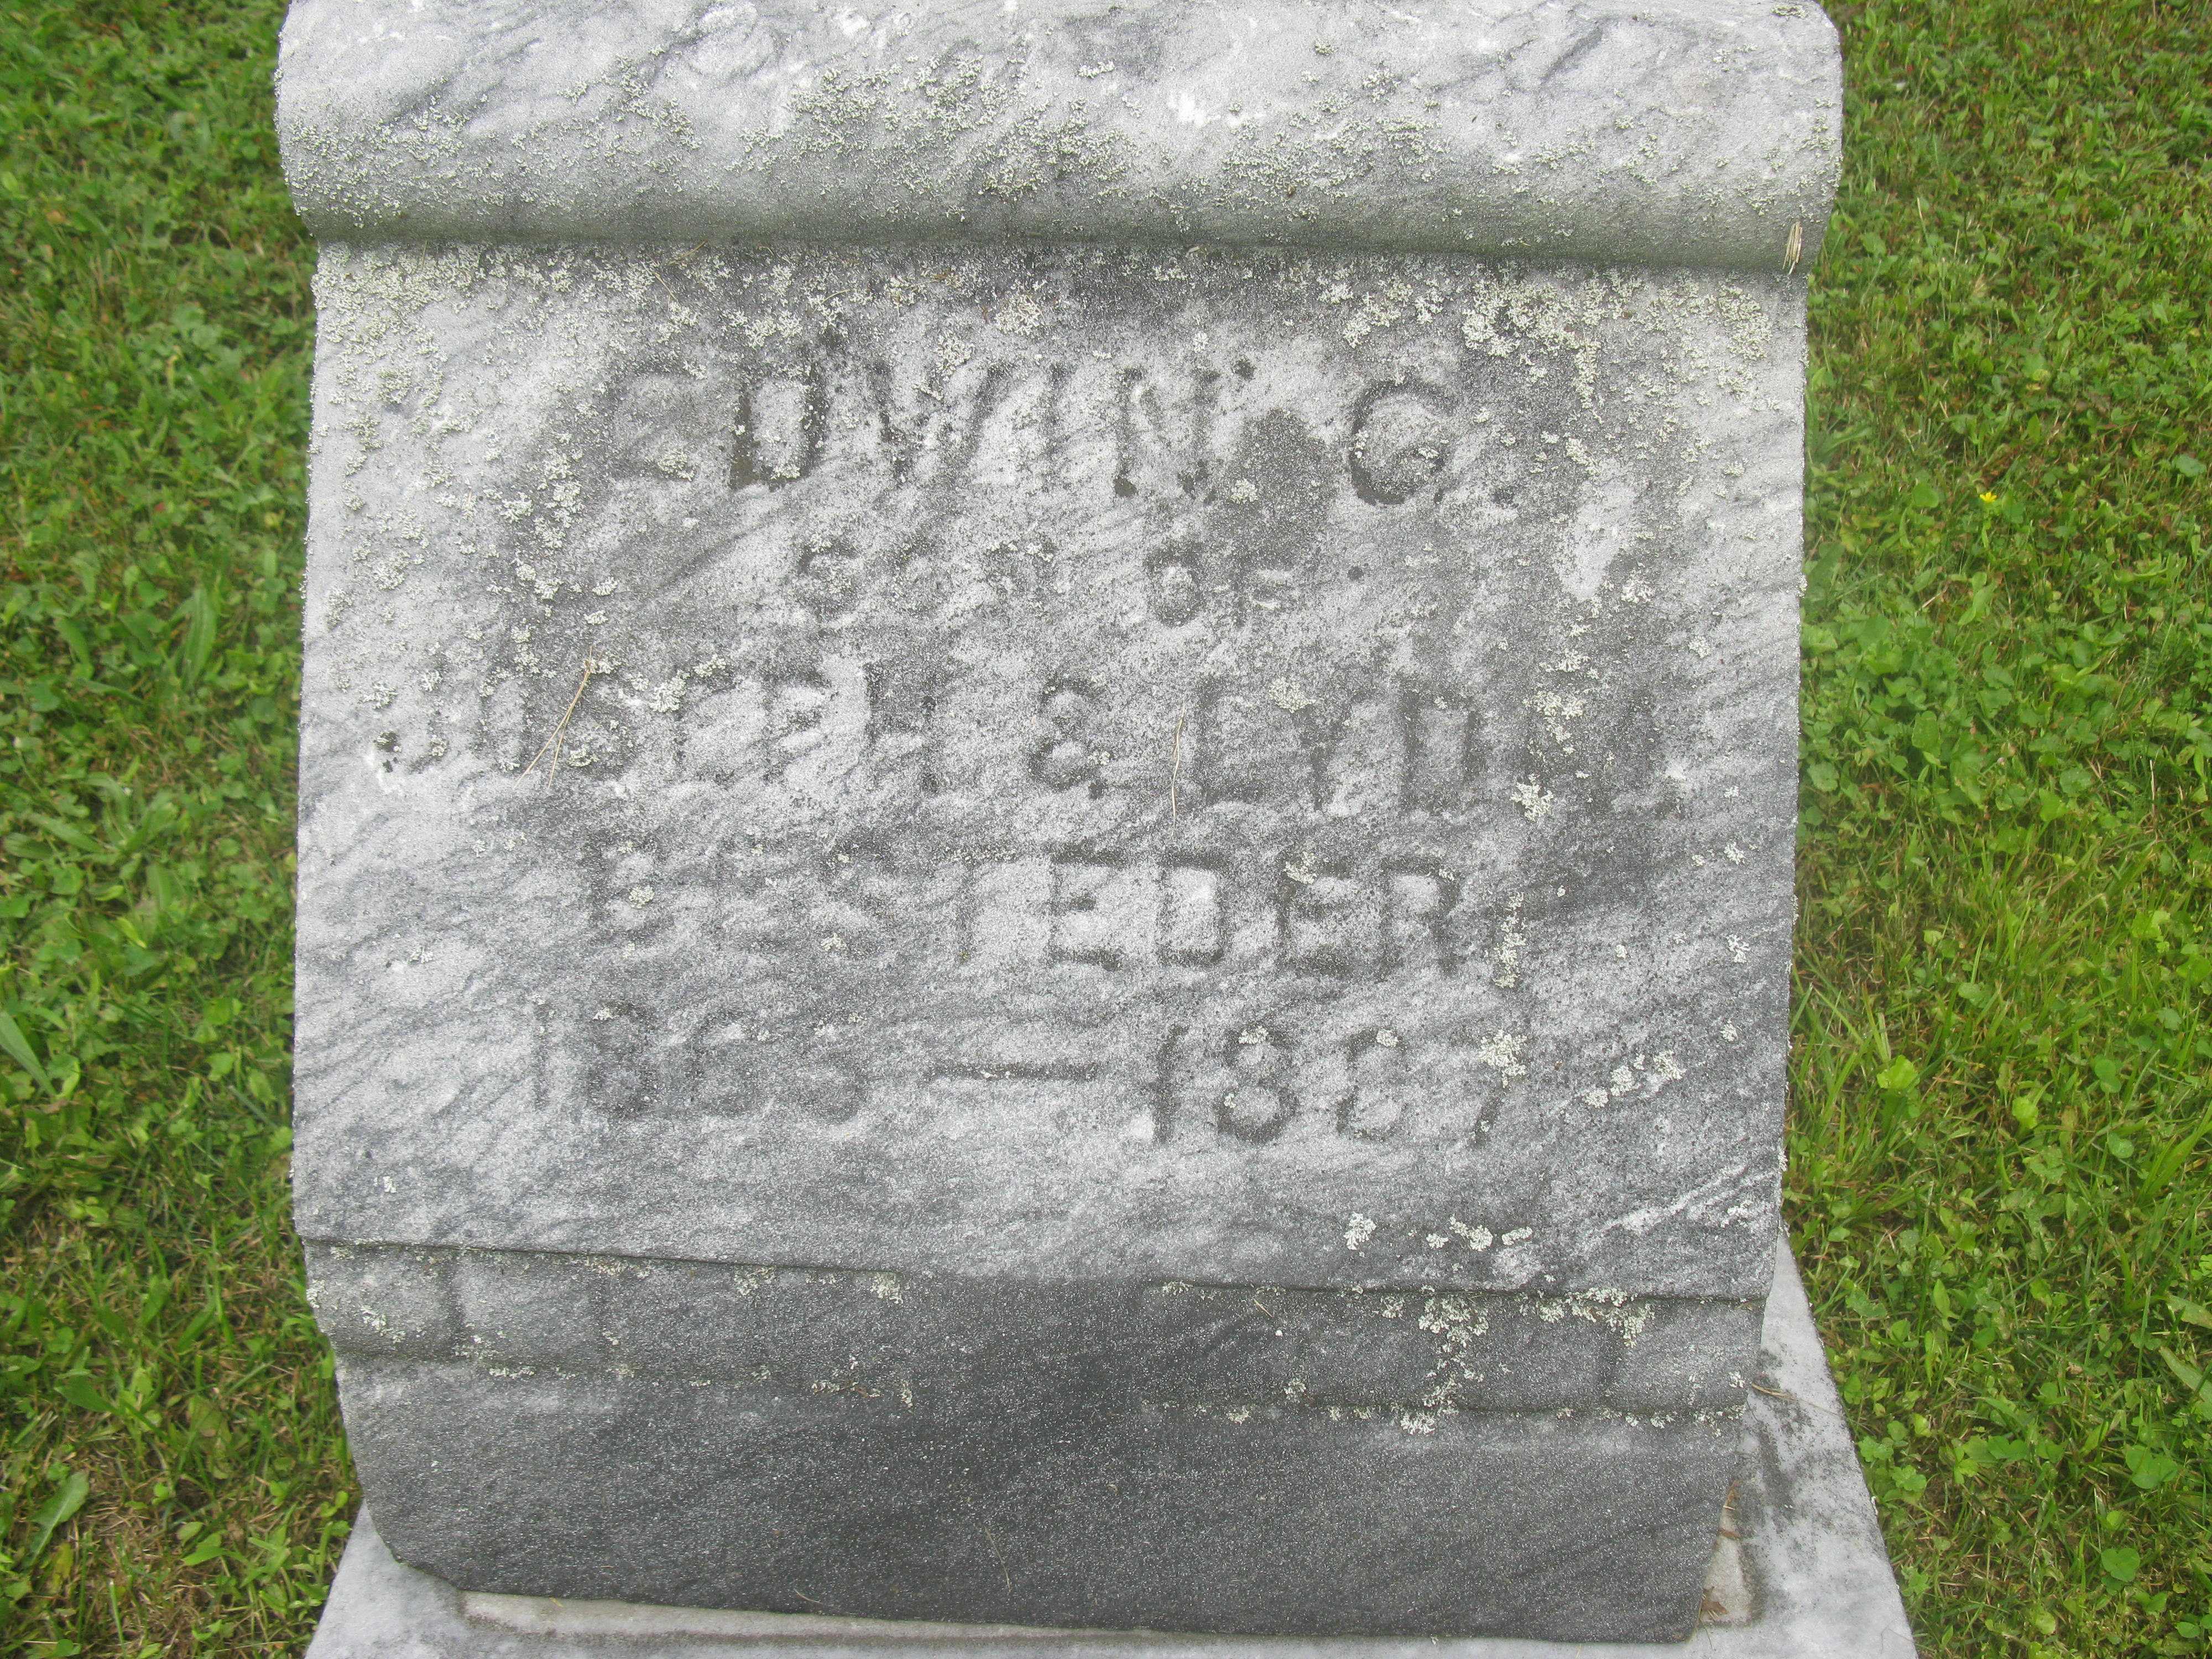 EDWIN C.
SON OF
JOSEPH & LYDIA
BESTEDER